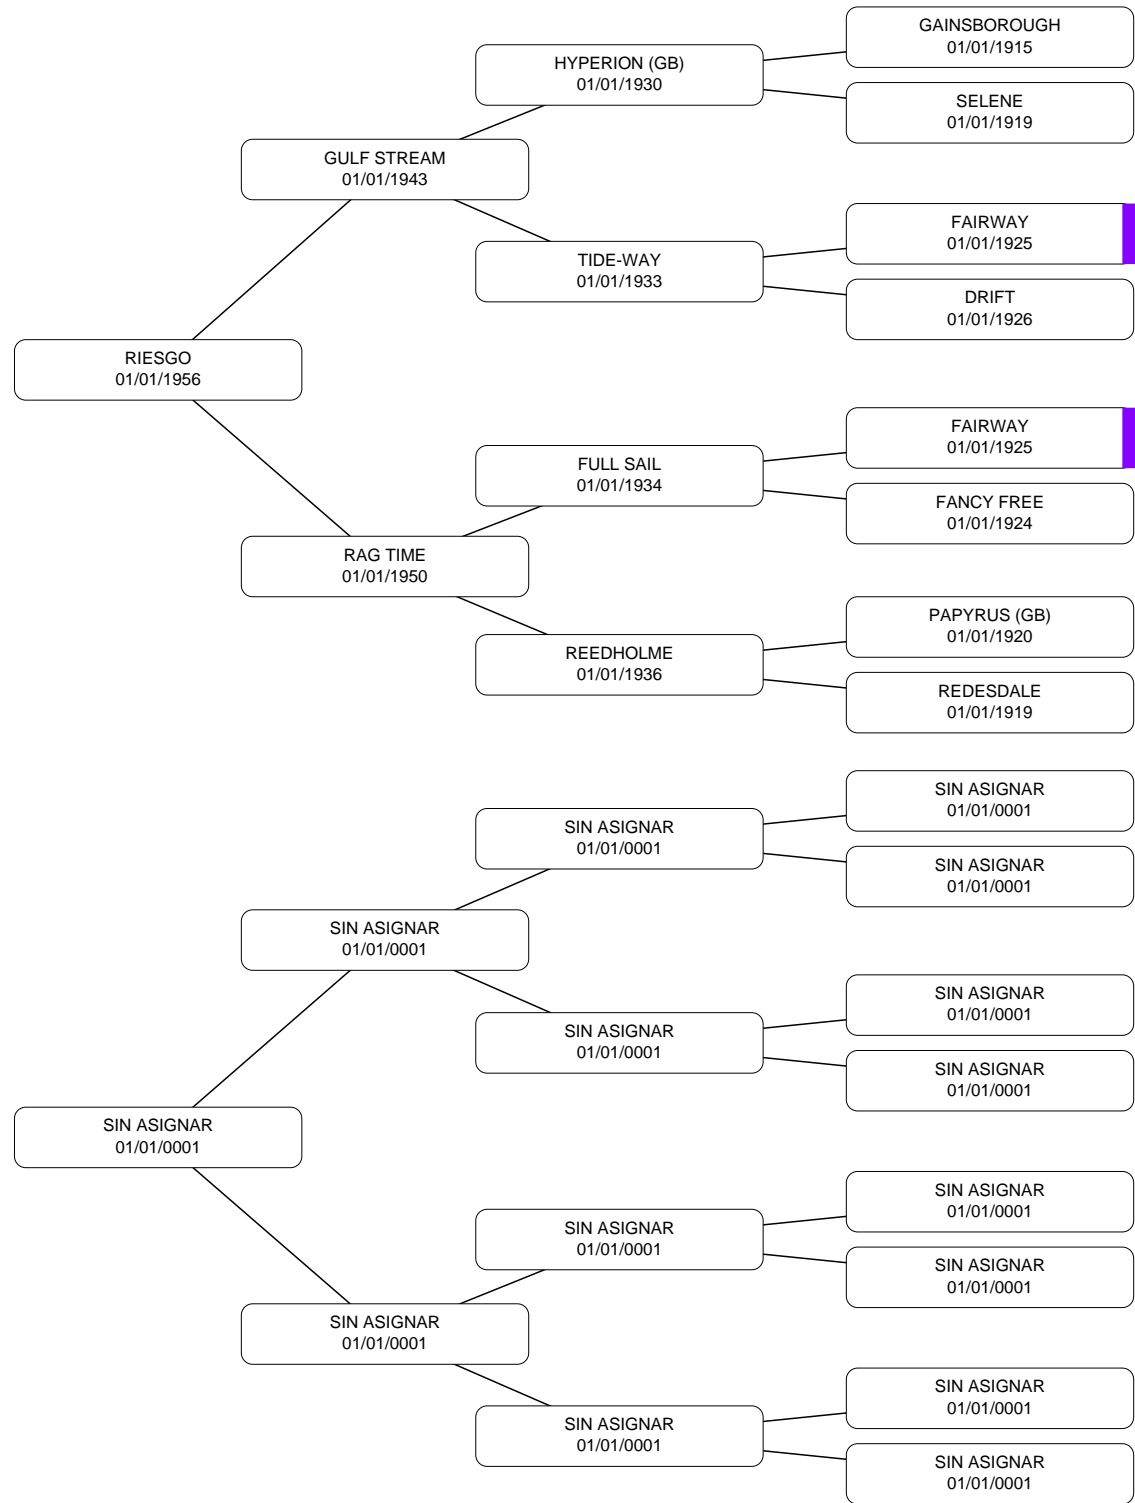 GAINSBOROUGH
01/01/1915
HYPERION (GB)
01/01/1930
SELENE
01/01/1919
GULF STREAM
01/01/1943
FAIRWAY
01/01/1925
TIDE-WAY
01/01/1933
DRIFT
01/01/1926
RIESGO
01/01/1956
FAIRWAY
01/01/1925
FULL SAIL
01/01/1934
FANCY FREE
01/01/1924
RAG TIME
01/01/1950
PAPYRUS (GB)
01/01/1920
REEDHOLME
01/01/1936
REDESDALE
01/01/1919
SIN ASIGNAR
01/01/0001
SIN ASIGNAR
01/01/0001
SIN ASIGNAR
01/01/0001
SIN ASIGNAR
01/01/0001
SIN ASIGNAR
01/01/0001
SIN ASIGNAR
01/01/0001
SIN ASIGNAR
01/01/0001
SIN ASIGNAR
01/01/0001
SIN ASIGNAR
01/01/0001
SIN ASIGNAR
01/01/0001
SIN ASIGNAR
01/01/0001
SIN ASIGNAR
01/01/0001
SIN ASIGNAR
01/01/0001
SIN ASIGNAR
01/01/0001
SIN ASIGNAR
01/01/0001